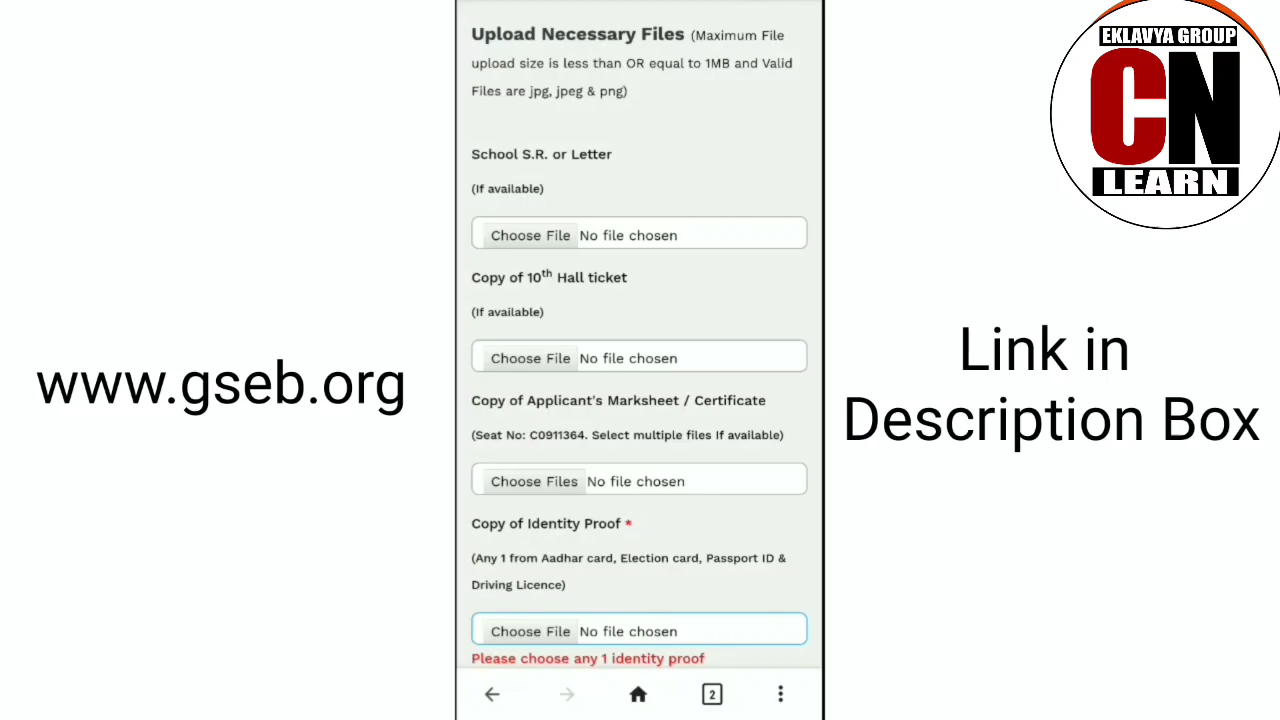 Upload Necessary Files (Maximum File
upload size is less than OR equal to 1MB and Valid
Files are jpg, jpeg & png)
School S.R. or Letter
(If available)
Choose File No file chosen
Copy of 10th Hall ticket
(If available)
Choose File No file chosen
Copy of Applicant's Marksheet / Certificate
(Seat No: C0911364. Select multiple files If available)
Choose Files No file chosen
Copy of Identity Proof *
(Any 1 from Aadhar card, Election card, Passport ID &
Driving Licence)
Choose File No file chosen
Please choose any 1 identity proof
2
www.gseb.org
EKLAVYA GROUP
CN
LEARN
Link in
Description Box